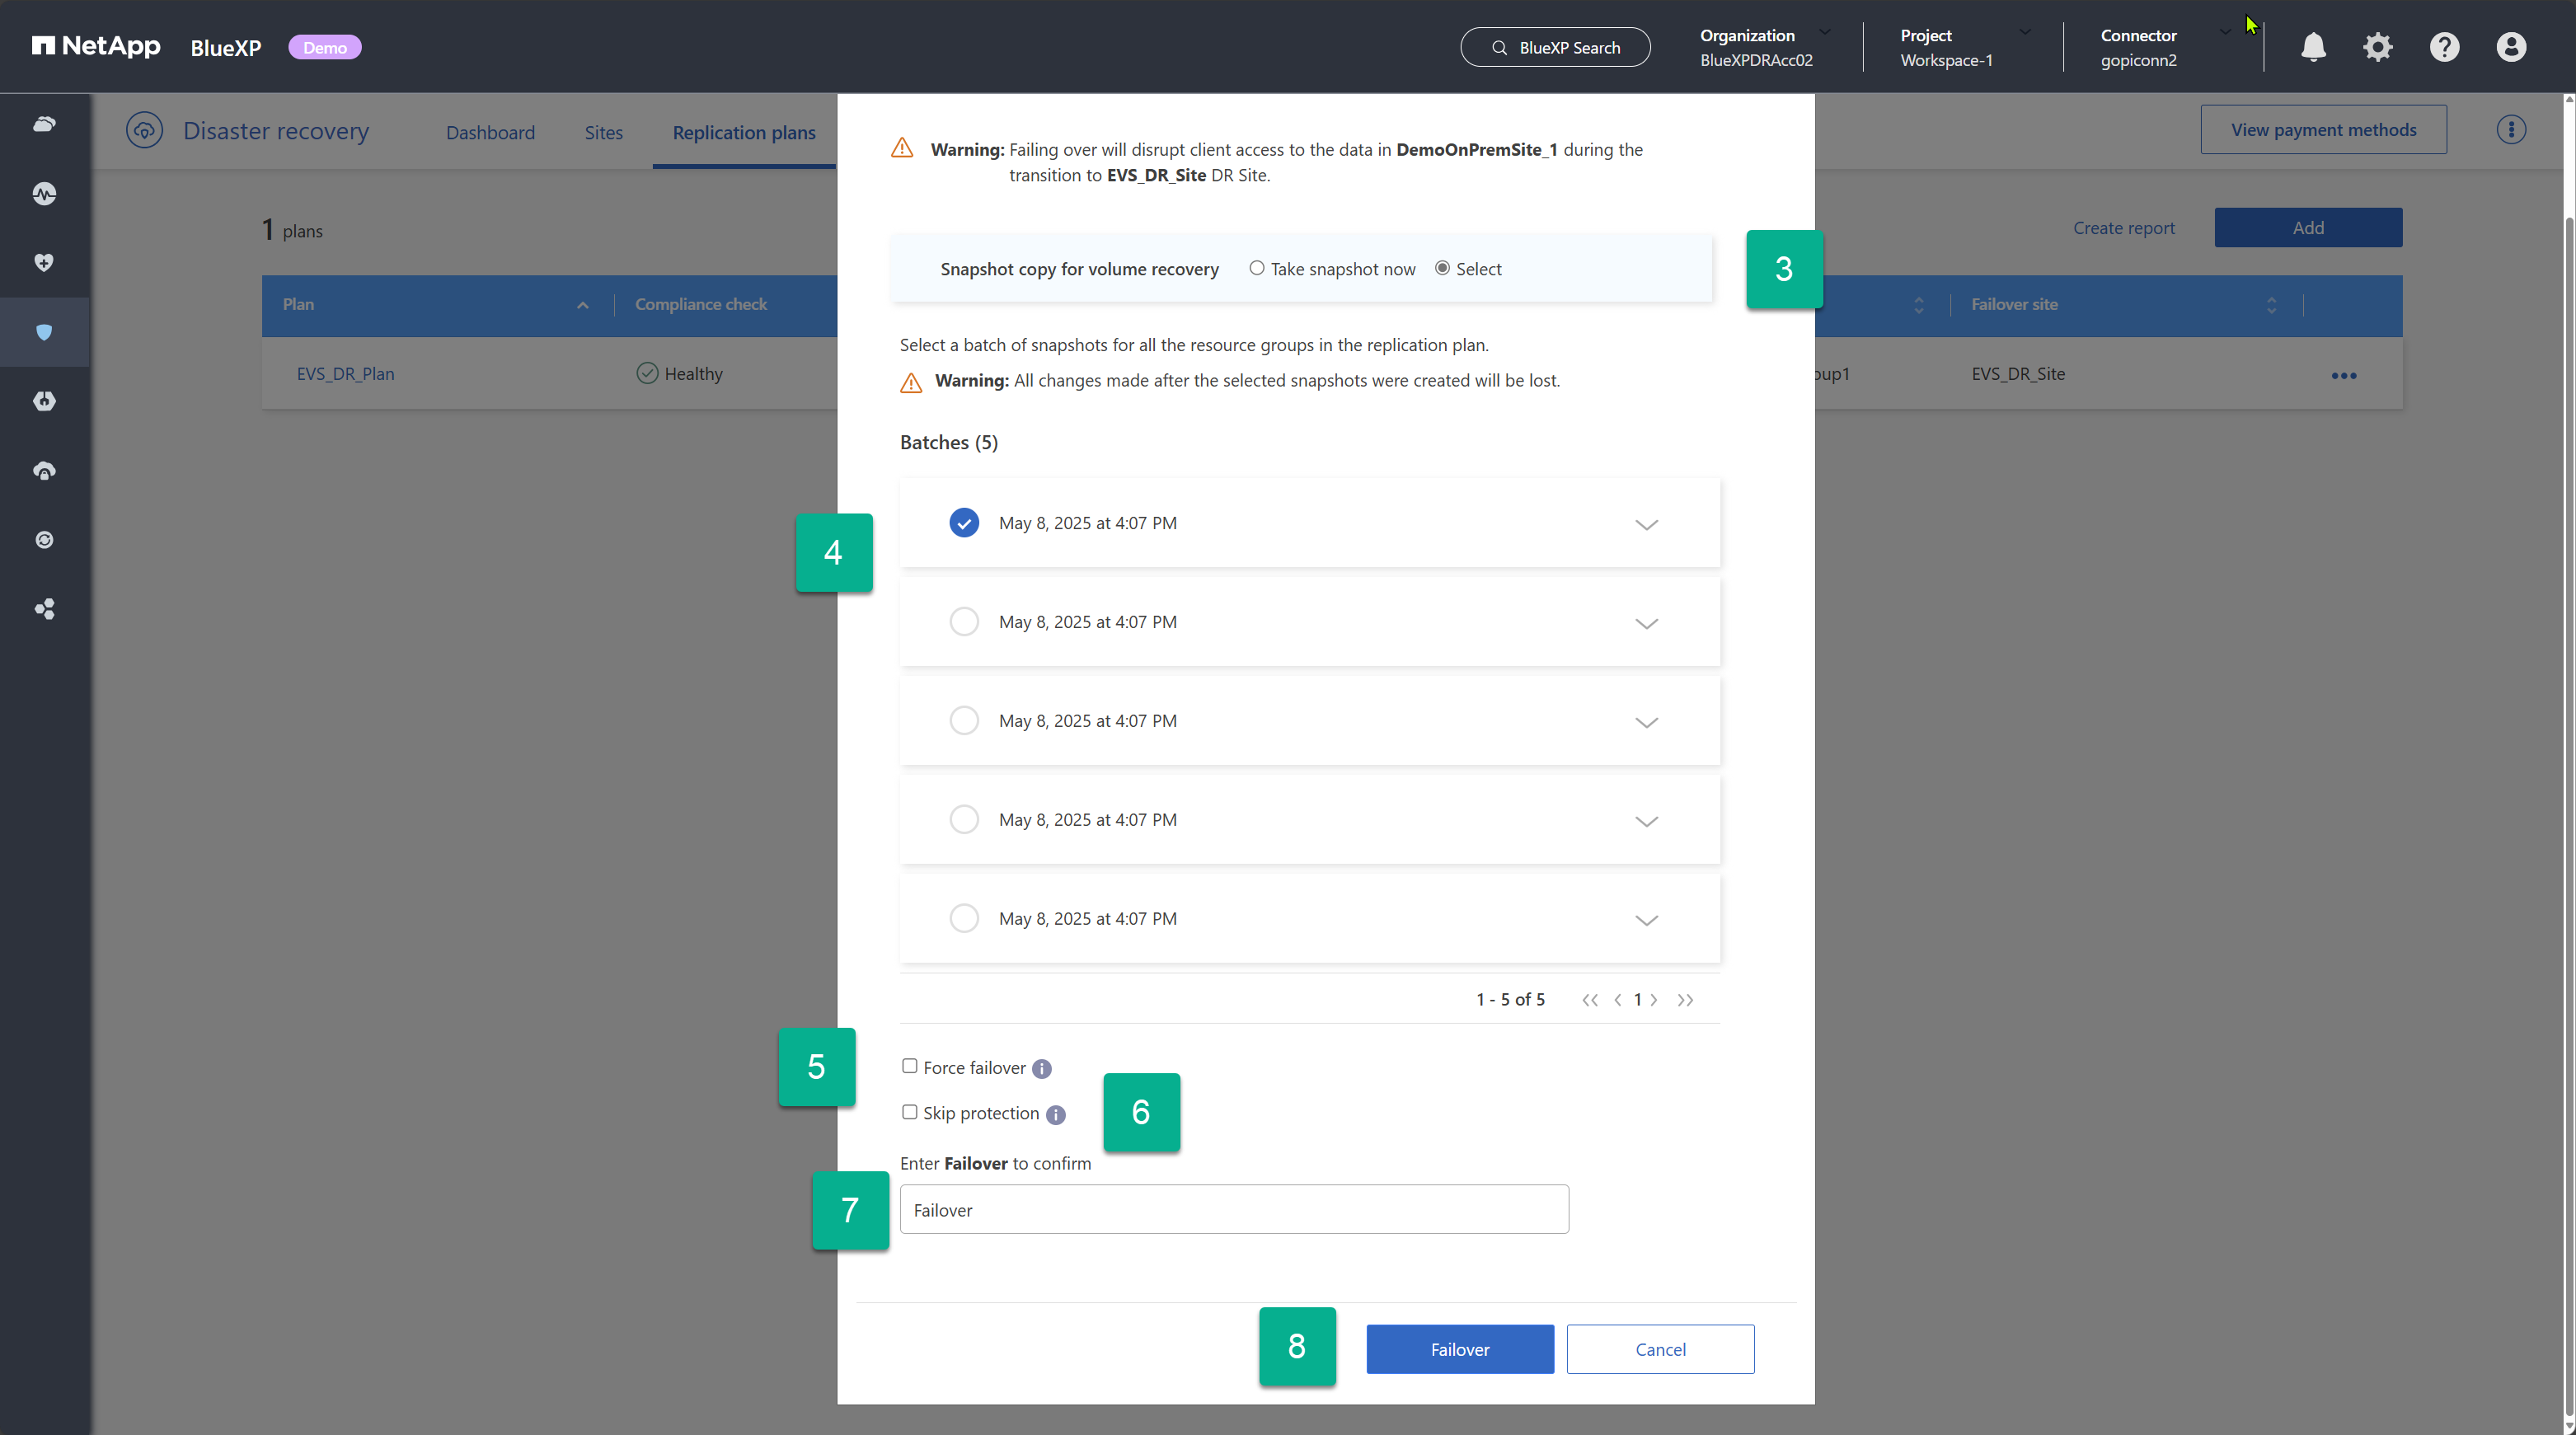 NetApp BlueXP Demo
BlueXP Search
Organization
BlueXPDRAcc02
Project
Workspace-1
Connector
gopiconn2
Disaster recovery
Dashboard
Sites
Replication plans
View payment methods
1 plans
Create report
Add
Plan
Compliance check
Failover site
EVS_DR_Plan
Healthy
oup1
EVS_DR_Site
Warning: Failing over will disrupt client access to the data in DemoOnPremSite_1 during the
transition to EVS_DR_Site DR Site.
Snapshot copy for volume recovery Take snapshot now Select
3
Select a batch of snapshots for all the resource groups in the replication plan.
Warning: All changes made after the selected snapshots were created will be lost.
Batches (5)
May 8, 2025 at 4:07 PM
4
May 8, 2025 at 4:07 PM
May 8, 2025 at 4:07 PM
May 8, 2025 at 4:07 PM
May 8, 2025 at 4:07 PM
1 - 5 of 5 << < 1 > >>
5
Force failover
Skip protection
6
Enter Failover to confirm
7
Failover
8
Failover
Cancel